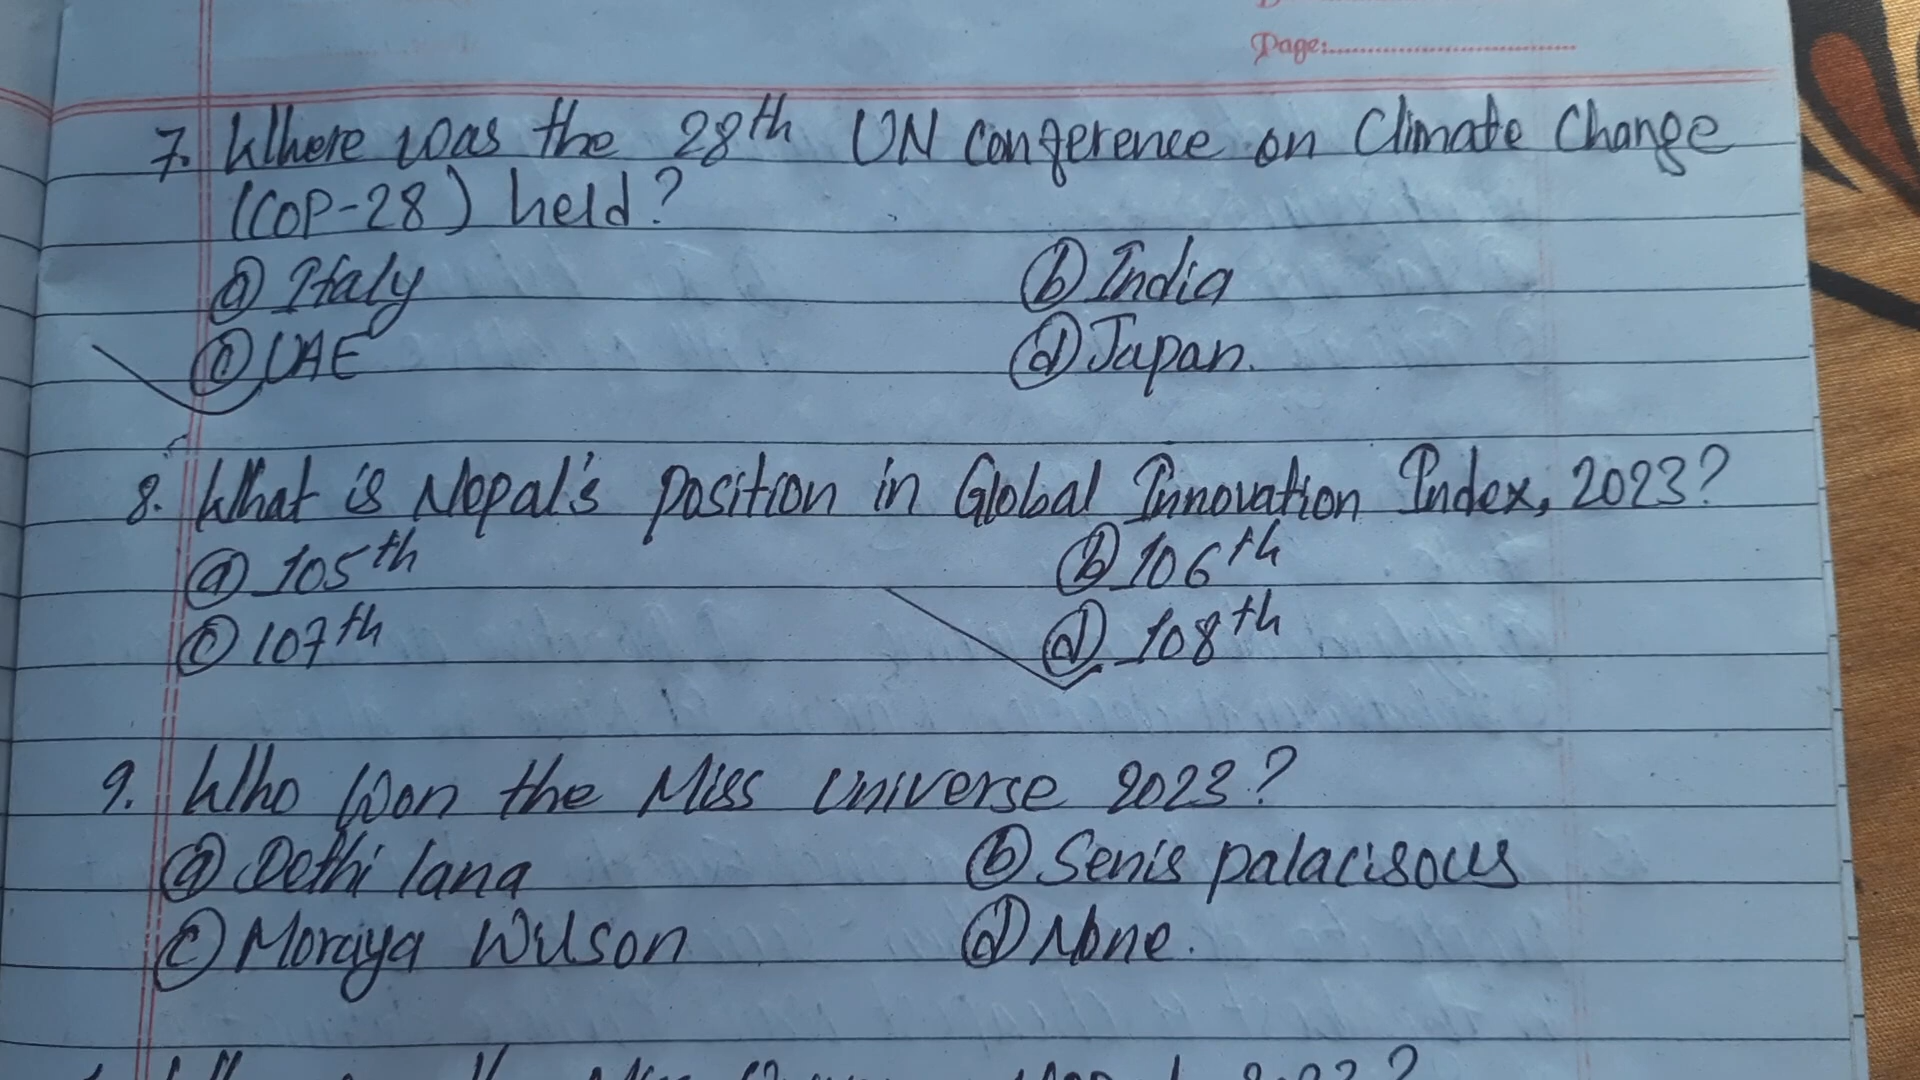 Page:
7. Where was the 28th UN Conference on Climate Change
(COP-28) held?
(a) Italy (b) India
(c) UAE (d) Japan.
8. What is Nepal's position in Global Innovation Index, 2023?
(a) 105th (b) 106th
(c) 107th (d) 108th
9. Who Won the Miss Universe 2023?
(a) Dethi lana (b) Senis palacisous
(c) Moraya Wilson (d) None.